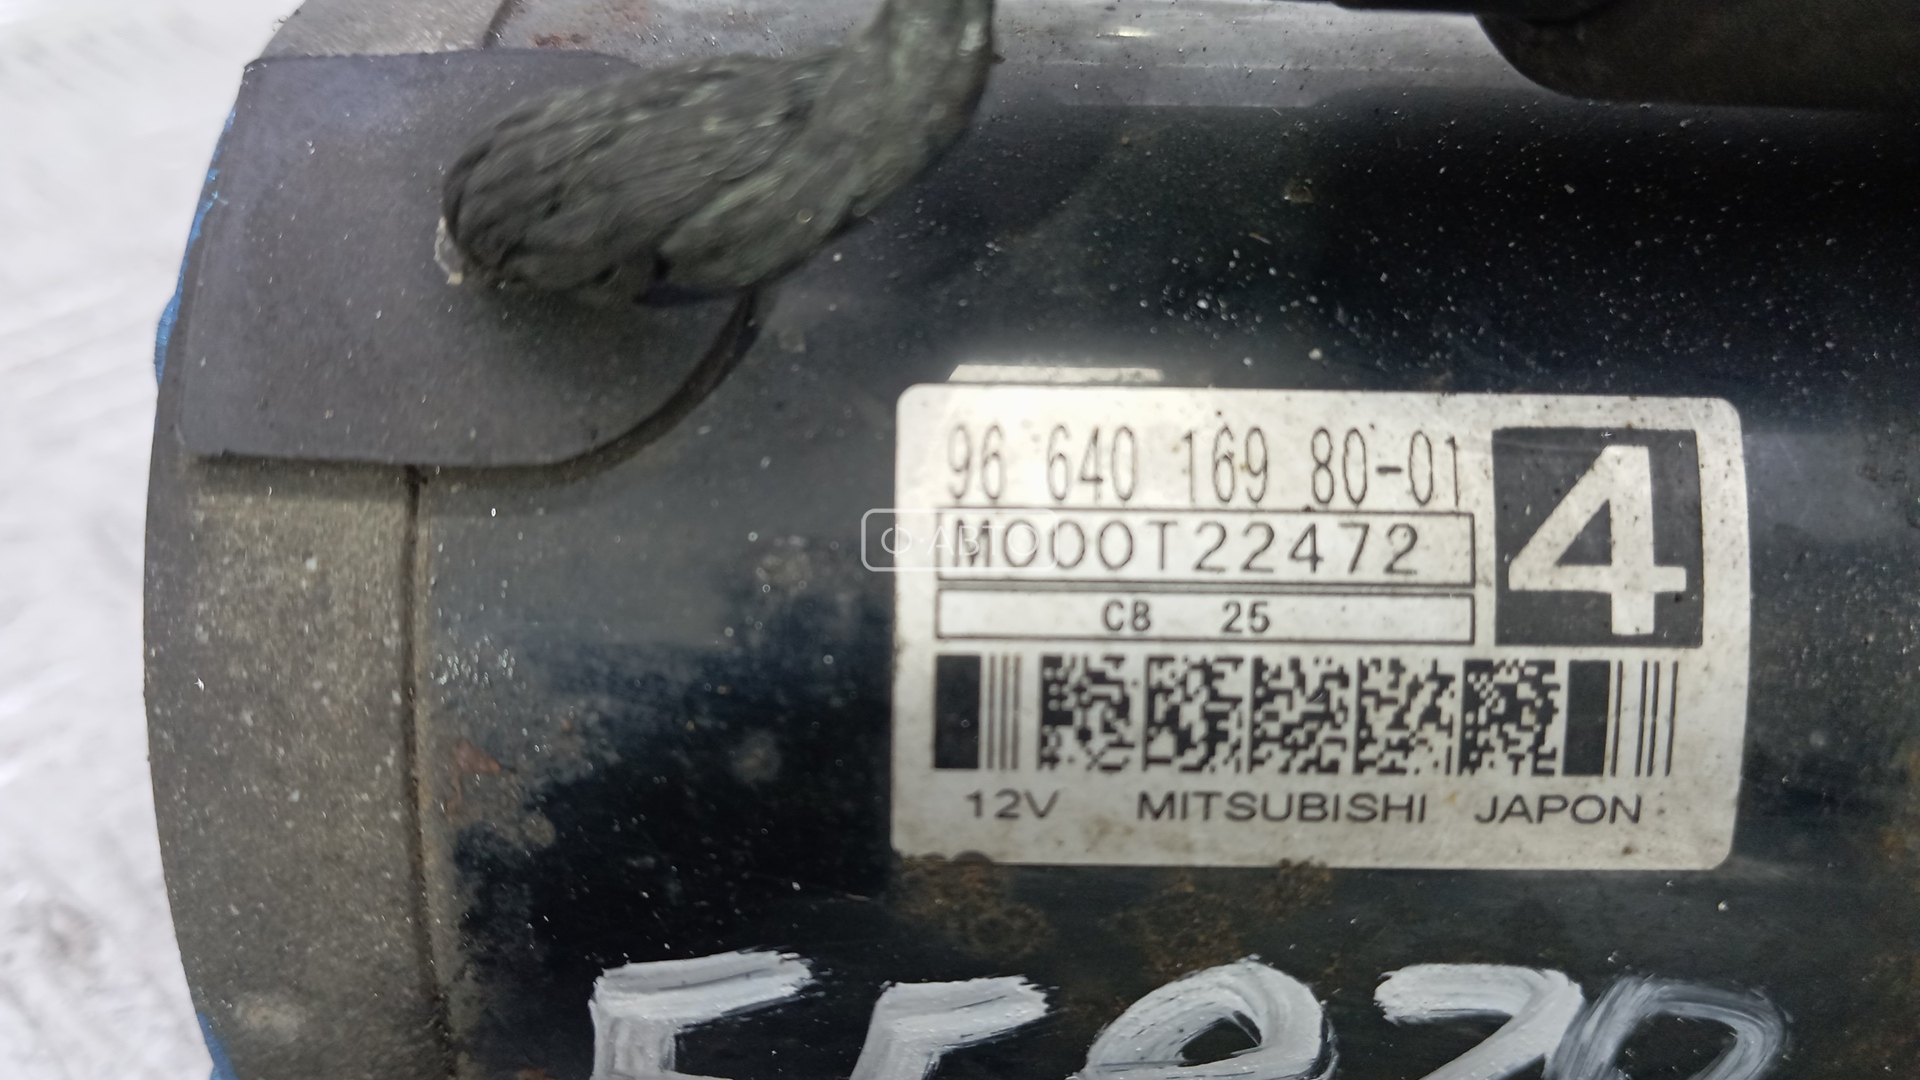 96 640 169 80-01
4
M000T22472
CB 25
12V MITSUBISHI JAPON